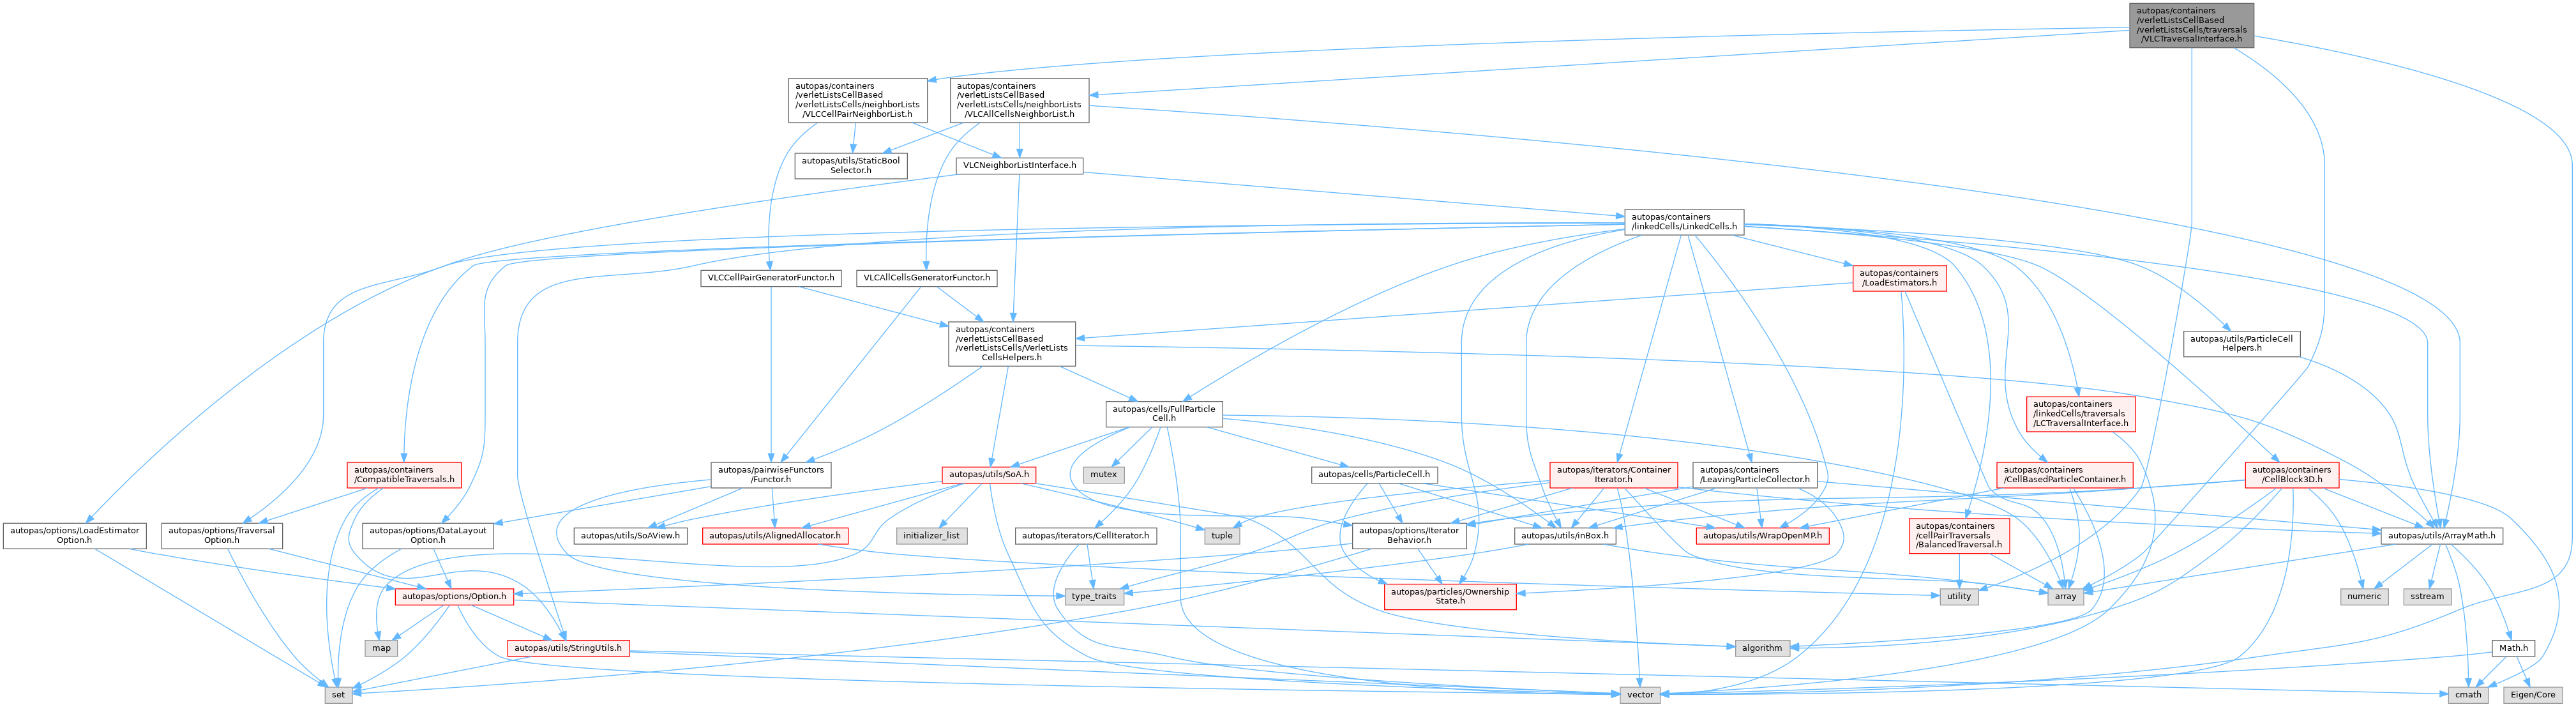 autopas/containers
/verletListsCellBased
/verletListsCells/traversals
/VLCTraversalInterface.h
autopas/containers
/verletListsCellBased
/verletListsCells/neighborLists
/VLCCellPairNeighborList.h
autopas/containers
/verletListsCellBased
/verletListsCells/neighborLists
/VLCAllCellsNeighborList.h
autopas/utils/StaticBool
Selector.h
VLCNeighborListInterface.h
autopas/containers
/linkedCells/LinkedCells.h
VLCCellPairGeneratorFunctor.h
VLCAllCellsGeneratorFunctor.h
autopas/containers
/LoadEstimators.h
autopas/containers
/verletListsCellBased
/verletListsCells/VerletLists
CellsHelpers.h
autopas/utils/ParticleCell
Helpers.h
autopas/cells/FullParticle
Cell.h
autopas/containers
/linkedCells/traversals
/LCTraversalInterface.h
autopas/containers
/CompatibleTraversals.h
autopas/pairwiseFunctors
/Functor.h
autopas/utils/SoA.h
mutex
autopas/cells/ParticleCell.h
autopas/iterators/Container
Iterator.h
autopas/containers
/LeavingParticleCollector.h
autopas/containers
/CellBasedParticleContainer.h
autopas/containers
/CellBlock3D.h
autopas/options/LoadEstimator
Option.h
autopas/options/Traversal
Option.h
autopas/options/DataLayout
Option.h
autopas/utils/SoAView.h
autopas/utils/AlignedAllocator.h
initializer_list
autopas/iterators/CellIterator.h
tuple
autopas/options/Iterator
Behavior.h
autopas/utils/inBox.h
autopas/utils/WrapOpenMP.h
autopas/containers
/cellPairTraversals
/BalancedTraversal.h
autopas/utils/ArrayMath.h
autopas/options/Option.h
type_traits
autopas/particles/Ownership
State.h
utility
array
numeric
sstream
map
autopas/utils/StringUtils.h
algorithm
Math.h
set
vector
cmath
Eigen/Core